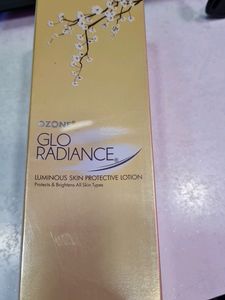 OZONE®
GLO
RADIANCE®
LUMINOUS SKIN PROTECTIVE LOTION
Protects & Brightens All Skin Types